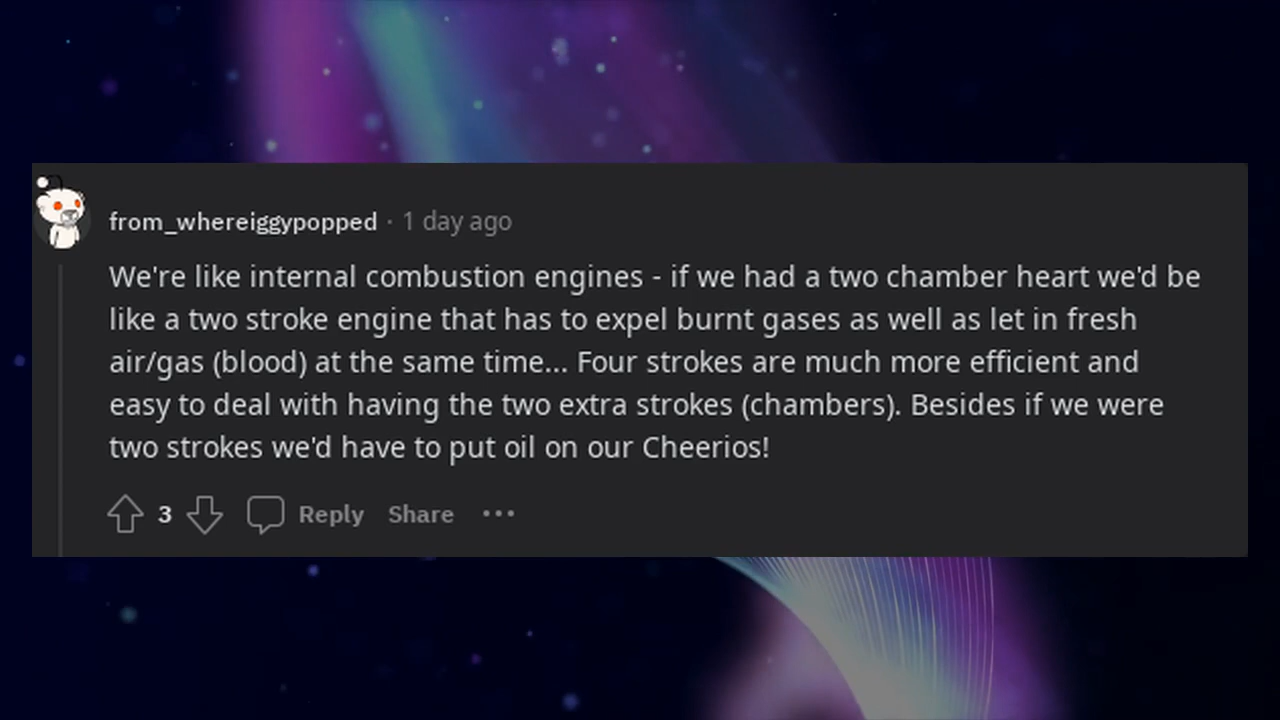 from_whereiggypopped · 1 day ago
We're like internal combustion engines - if we had a two chamber heart we'd be
like a two stroke engine that has to expel burnt gases as well as let in fresh
air/gas (blood) at the same time... Four strokes are much more efficient and
easy to deal with having the two extra strokes (chambers). Besides if we were
two strokes we'd have to put oil on our Cheerios!
3 Reply Share •••